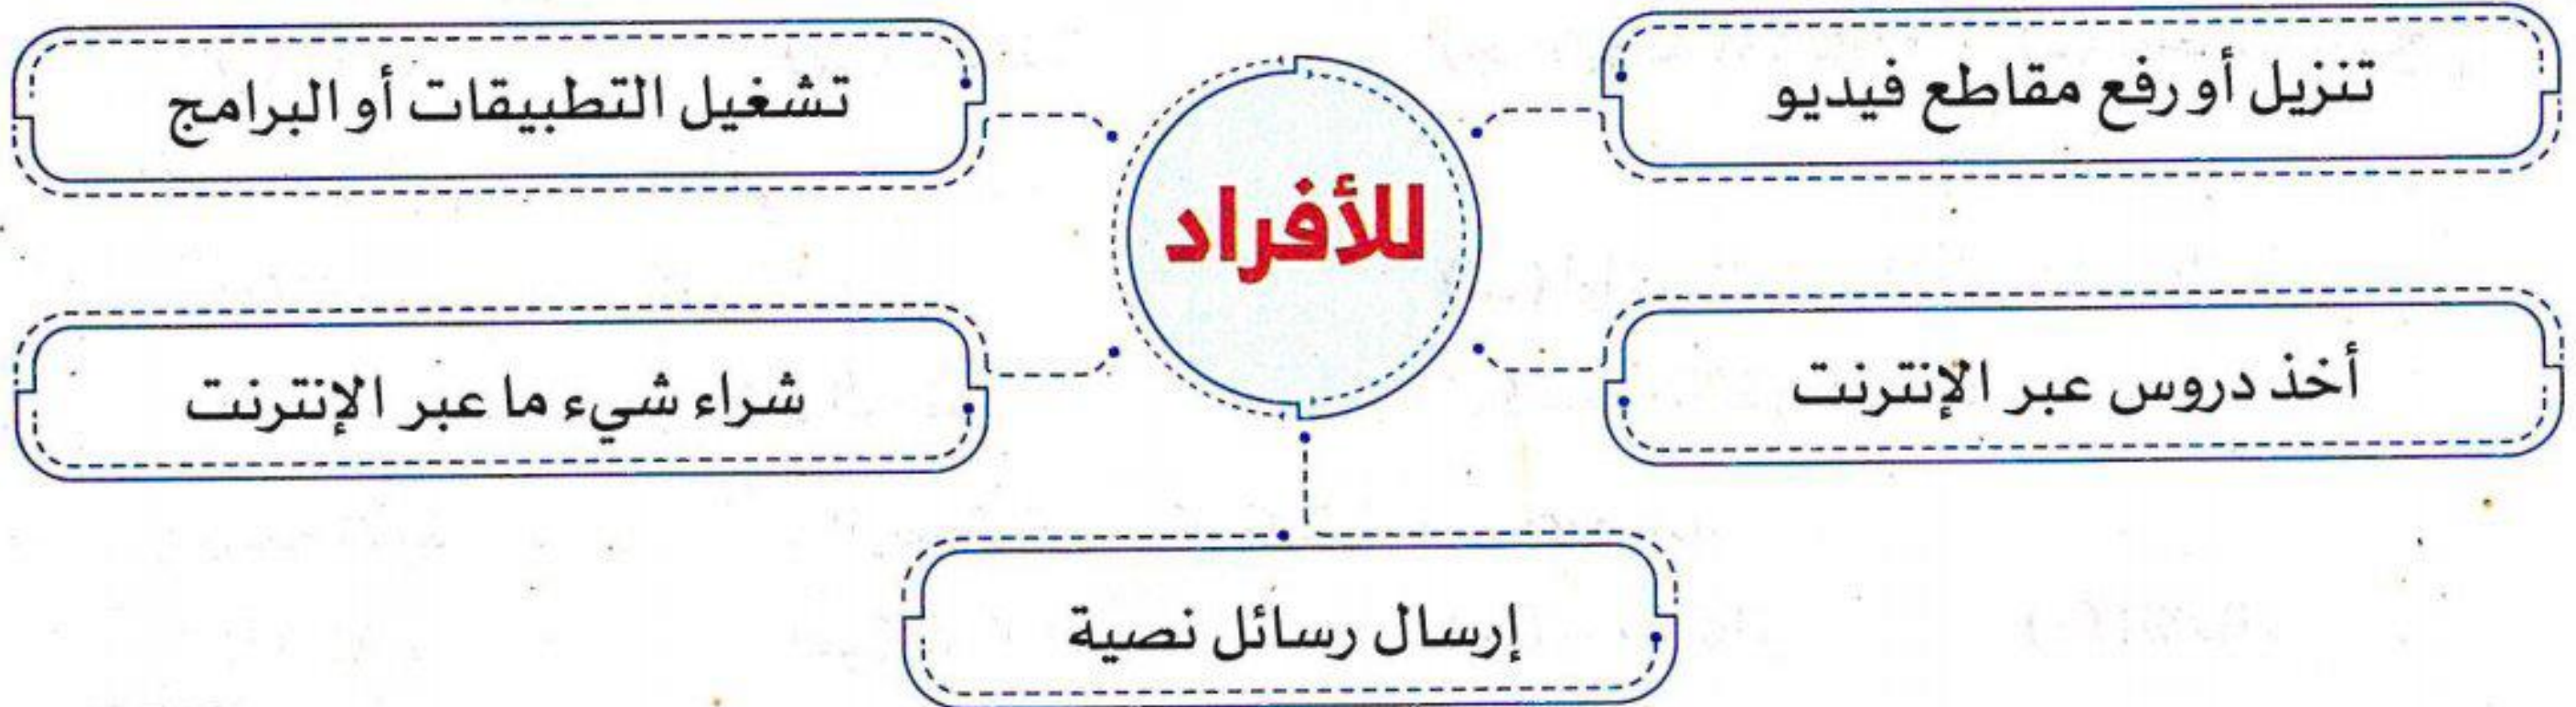 تنزيل أو رفع مقاطع فيديو
تشغيل التطبيقات أو البرامج
للأفراد
أخذ دروس عبر الإنترنت
شراء شيء ما عبر الإنترنت
إرسال رسائل نصية